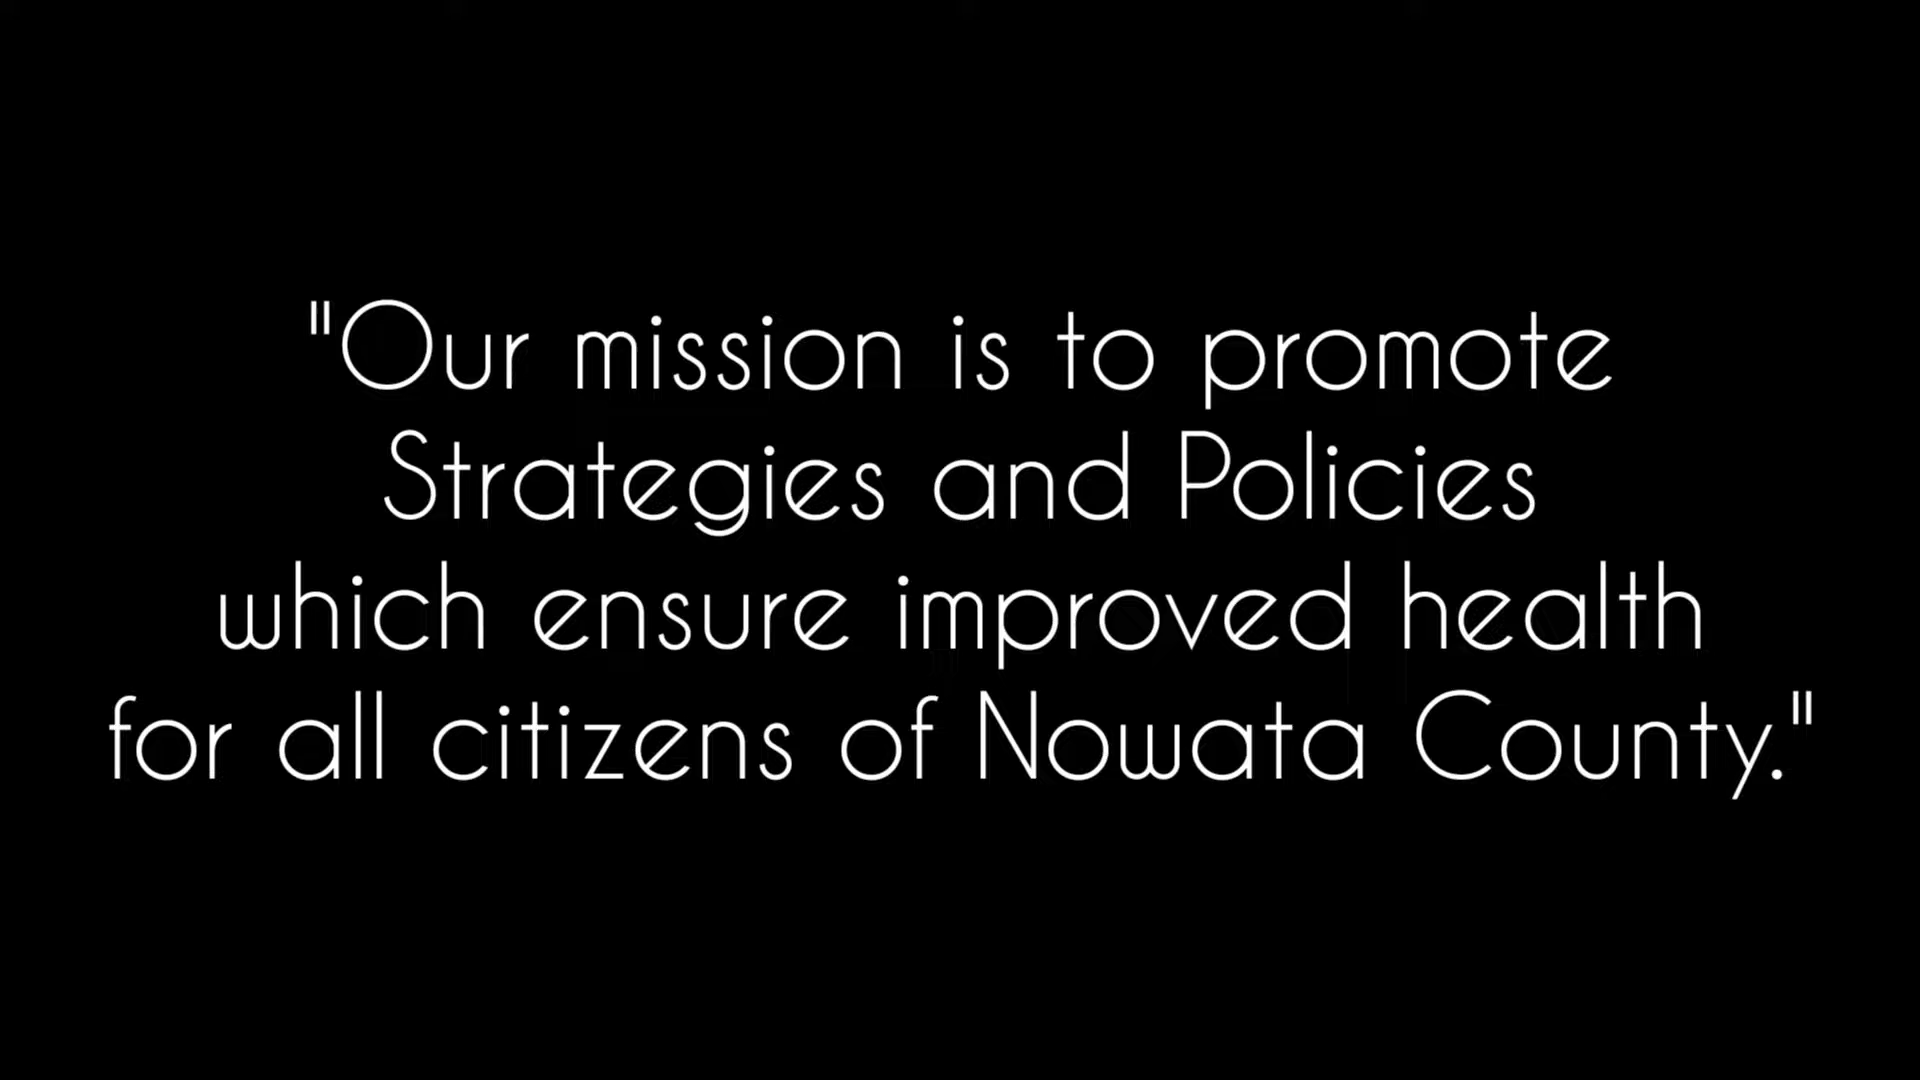 "Our mission is to promote
Strategies and Policies
which ensure improved health
for all citizens of Nowata County."